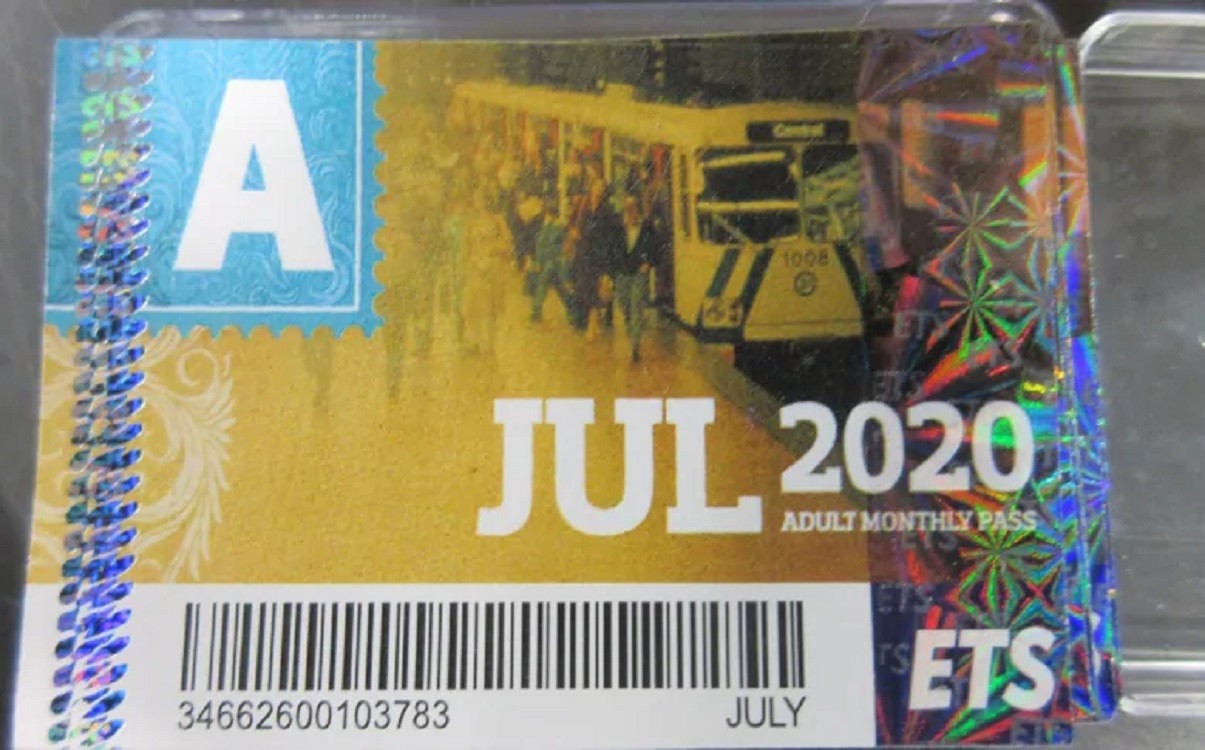 A
Central
1008
JUL 2020
ADULT MONTHLY PASS
ETS
34662600103783 JULY